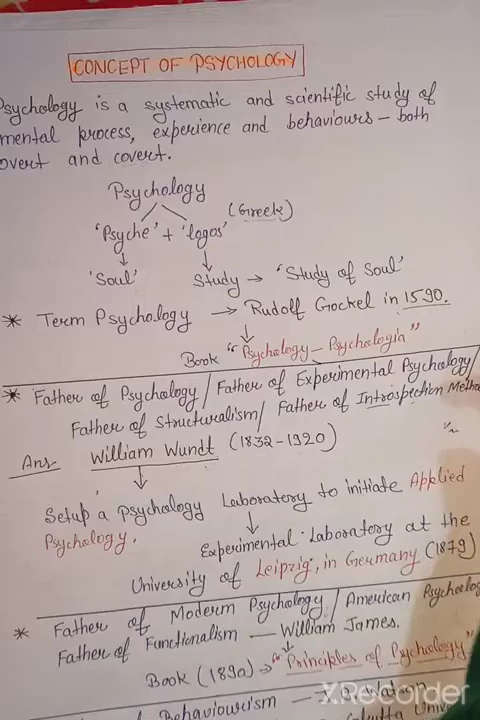 CONCEPT OF PSYCHOLOGY
Psychology is a systematic and scientific study of
mental process, experience and behaviours – both
overt and covert.
Psychology
(Greek)
'Psyche' + 'logos'
'Soul' Study → 'Study of Soul'
* Term Psychology → Rudolf Gockel in 1590.
Book "Psychology – Psychologia"
* Father of Psychology / Father of Experimental Psychology/
Father of Structuralism/ Father of Introspection Metho
Ans William Wundt (1832-1920)
Setup a Psychology Laboratory to initiate Applied
Psychology.
Experimental Laboratory at the
University of Leipzig, in Germany (1879)
* Father of Modern Psychology / American Psycholog
Father of Functionalism — William James,
Book (1890) → "Principles of Psychology"
Behaviourism
XRecorder